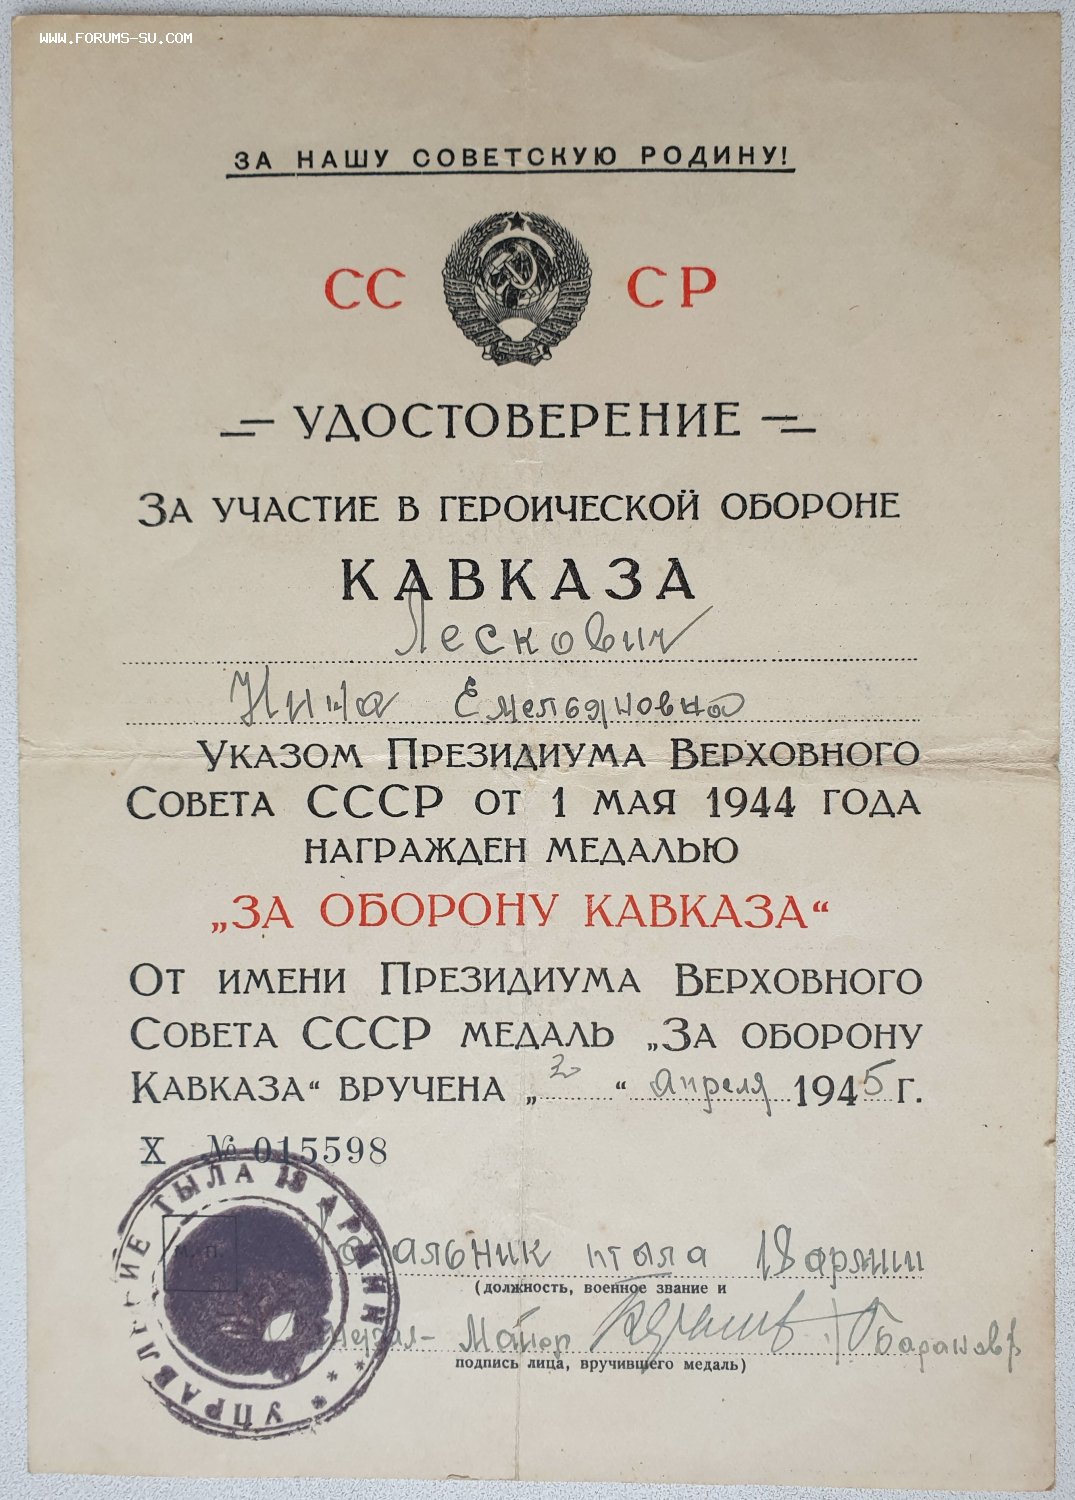 WWW.FORUMS-SU.COM
ЗА НАШУ СОВЕТСКУЮ РОДИНУ!
СС СР
УДОСТОВЕРЕНИЕ
ЗА УЧАСТИЕ В ГЕРОИЧЕСКОЙ ОБОРОНЕ
КАВКАЗА
Лескович
Нина Емельяновна
УКАЗОМ ПРЕЗИДИУМА ВЕРХОВНОГО
СОВЕТА СССР ОТ 1 МАЯ 1944 ГОДА
НАГРАЖДЕН МЕДАЛЬЮ
„ЗА ОБОРОНУ КАВКАЗА“
ОТ ИМЕНИ ПРЕЗИДИУМА ВЕРХОВНОГО
СОВЕТА СССР МЕДАЛЬ „ЗА ОБОРОНУ
КАВКАЗА“ ВРУЧЕНА „2“ апреля 1945 г.
X № 015598
УПРАВЛЕНИЕ ТЫЛА 18 АРМИИ
М. П.
Начальник тыла 18 армии
(должность, военное звание и
Генерал-Майор Баранов
подпись лица, вручившего медаль)